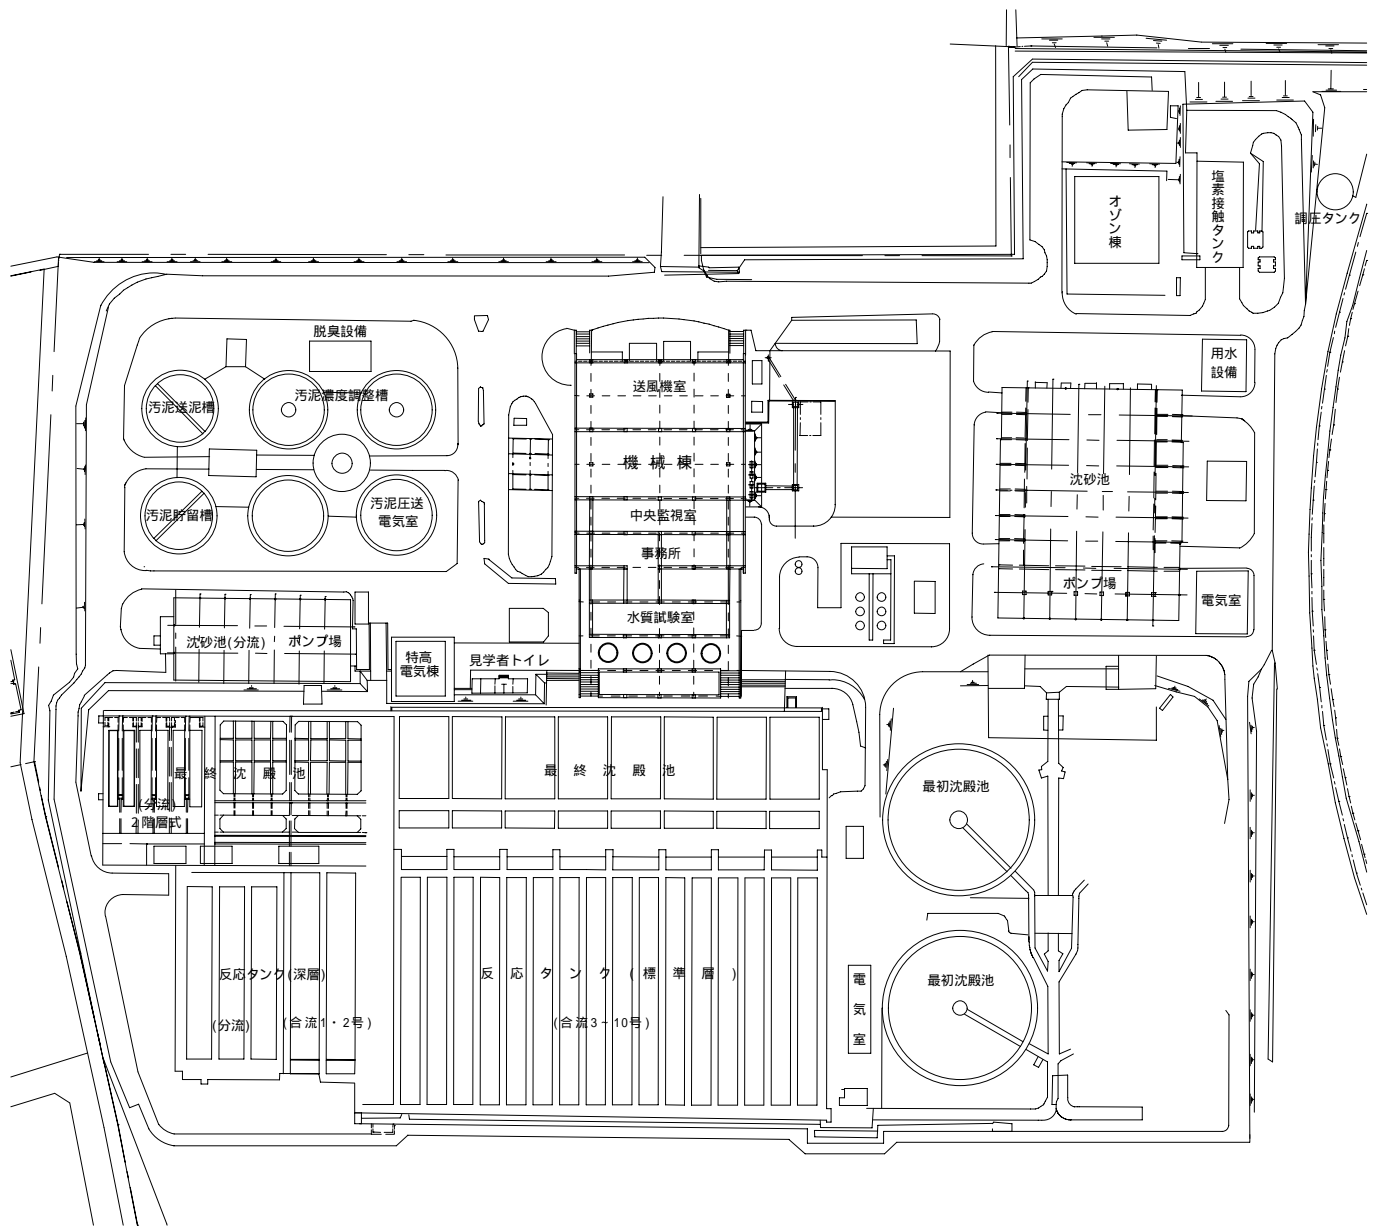 オゾン棟
塩素接触タンク
調圧タンク
脱臭設備
汚泥送泥槽
汚泥濃度調整槽
送風機室
用水
設備
機械棟
沈砂池
汚泥貯留槽
汚泥圧送
電気室
中央監視室
事務所
ポンプ場
電気室
水質試験室
沈砂池(分流)
ポンプ場
特高
電気棟
見学者トイレ
最終沈殿池
(分流)
2階層式
最終沈殿池
最初沈殿池
反応タンク(深層)
(分流)
(合流1・2号)
反応タンク(標準層)
(合流3~10号)
電気室
最初沈殿池